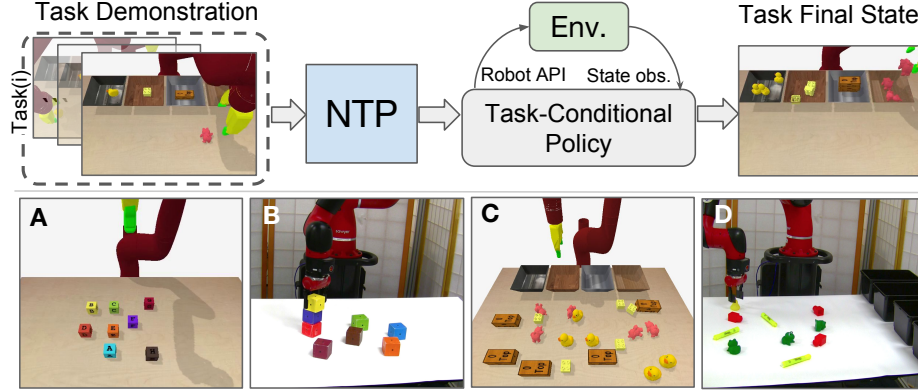 Task Demonstration
Task Final State
Env.
Task(i)
Robot API
State obs.
NTP
Task-Conditional
Policy
A
B
C
D